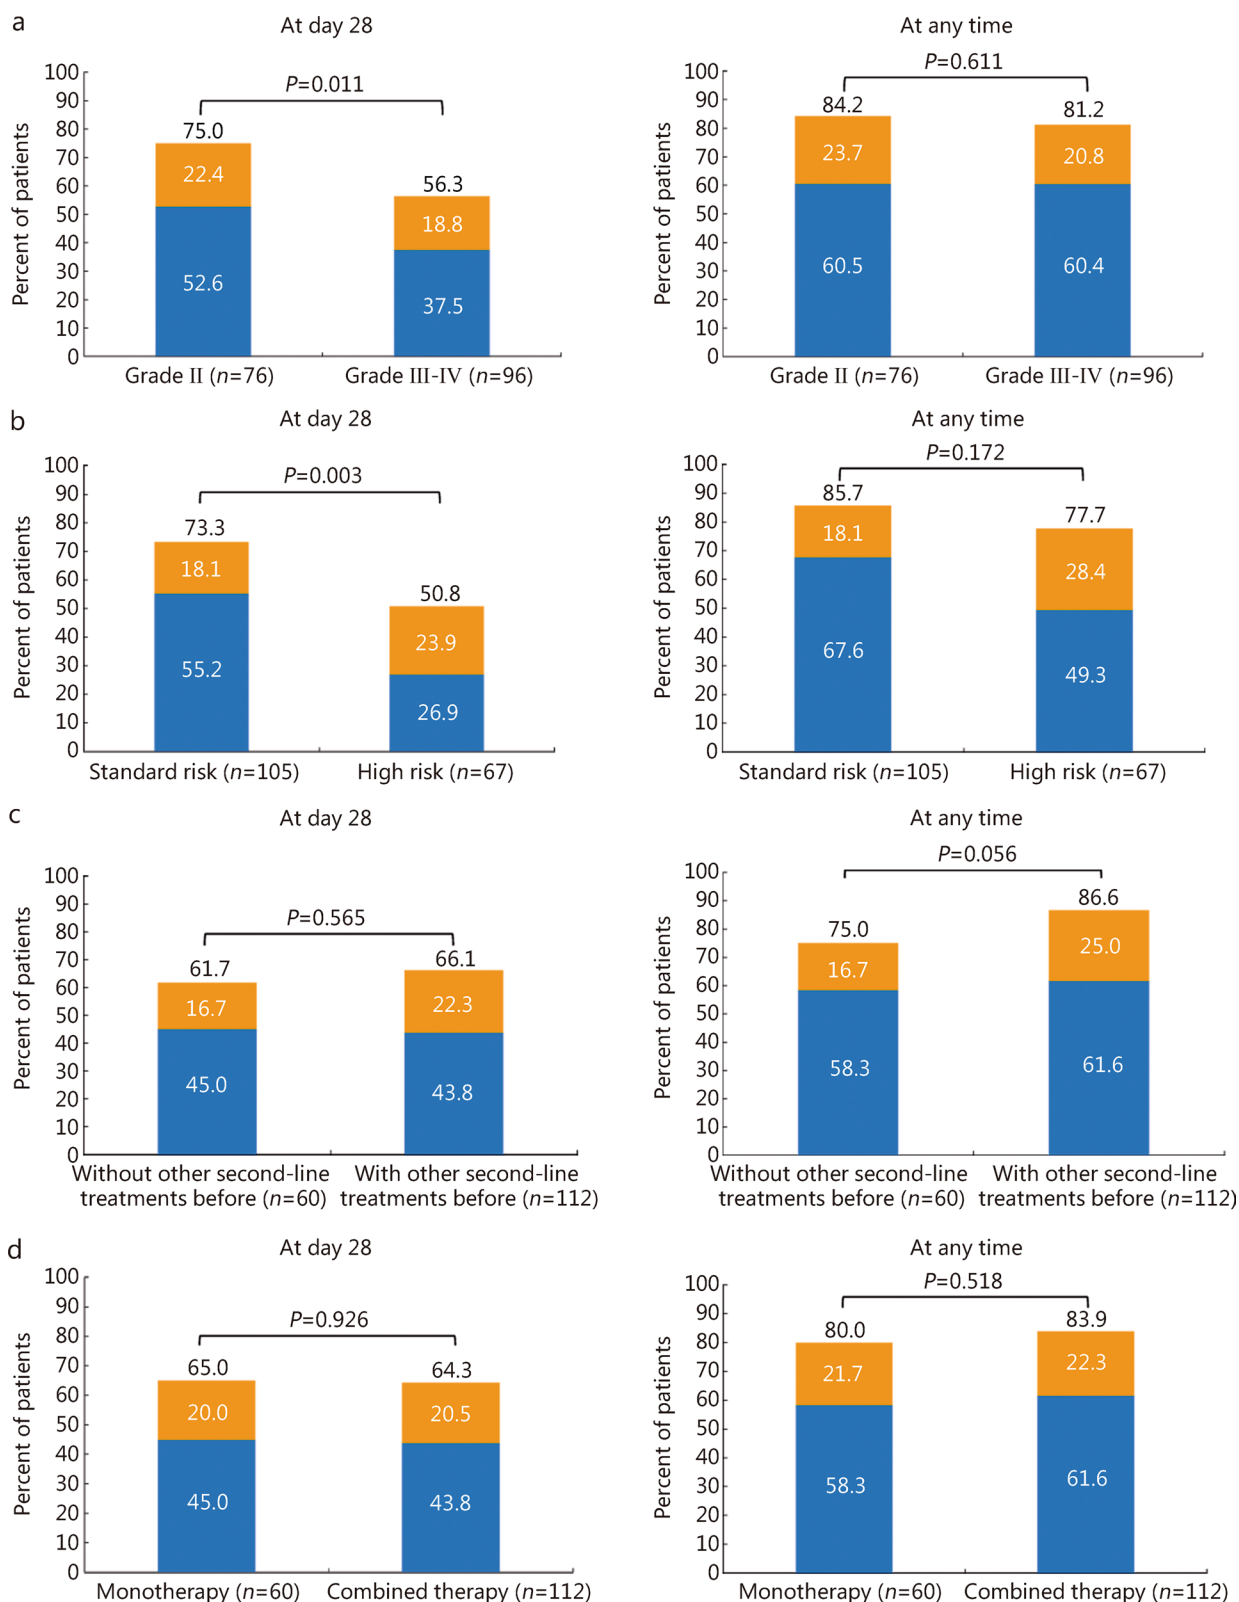 a
At day 28
At any time
Percent of patients
100
90
80
70
60
50
40
30
20
10
0
P=0.011
75.0
22.4
52.6
56.3
18.8
37.5
Grade II (n=76)
Grade III-IV (n=96)
Percent of patients
100
90
80
70
60
50
40
30
20
10
0
P=0.611
84.2
23.7
60.5
81.2
20.8
60.4
Grade II (n=76)
Grade III-IV (n=96)
b
At day 28
At any time
Percent of patients
100
90
80
70
60
50
40
30
20
10
0
P=0.003
73.3
18.1
55.2
50.8
23.9
26.9
Standard risk (n=105)
High risk (n=67)
Percent of patients
100
90
80
70
60
50
40
30
20
10
0
P=0.172
85.7
18.1
67.6
77.7
28.4
49.3
Standard risk (n=105)
High risk (n=67)
c
At day 28
At any time
Percent of patients
100
90
80
70
60
50
40
30
20
10
0
P=0.565
61.7
16.7
45.0
66.1
22.3
43.8
Without other second-line
treatments before (n=60)
With other second-line
treatments before (n=112)
Percent of patients
100
90
80
70
60
50
40
30
20
10
0
P=0.056
75.0
16.7
58.3
86.6
25.0
61.6
Without other second-line
treatments before (n=60)
With other second-line
treatments before (n=112)
d
At day 28
At any time
Percent of patients
100
90
80
70
60
50
40
30
20
10
0
P=0.926
65.0
20.0
45.0
64.3
20.5
43.8
Monotherapy (n=60)
Combined therapy (n=112)
Percent of patients
100
90
80
70
60
50
40
30
20
10
0
P=0.518
80.0
21.7
58.3
83.9
22.3
61.6
Monotherapy (n=60)
Combined therapy (n=112)